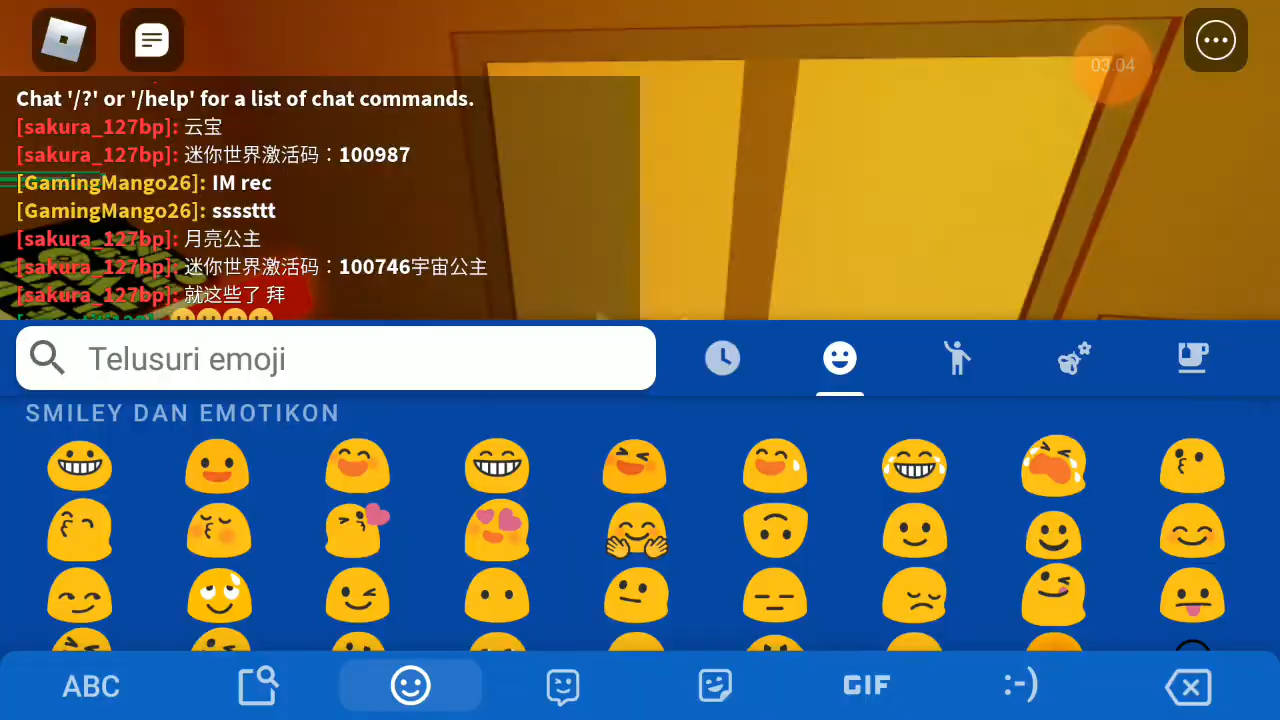 03.04
Chat '/?' or '/help' for a list of chat commands.
[sakura_127bp]: 云宝
[sakura_127bp]: 迷你世界激活码：100987
[GamingMango26]: IM rec
[GamingMango26]: ssssttt
[sakura_127bp]: 月亮公主
[sakura_127bp]: 迷你世界激活码：100746宇宙公主
[sakura_127bp]: 就这些了 拜
Telusuri emoji
SMILEY DAN EMOTIKON
ABC
GIF
:-)